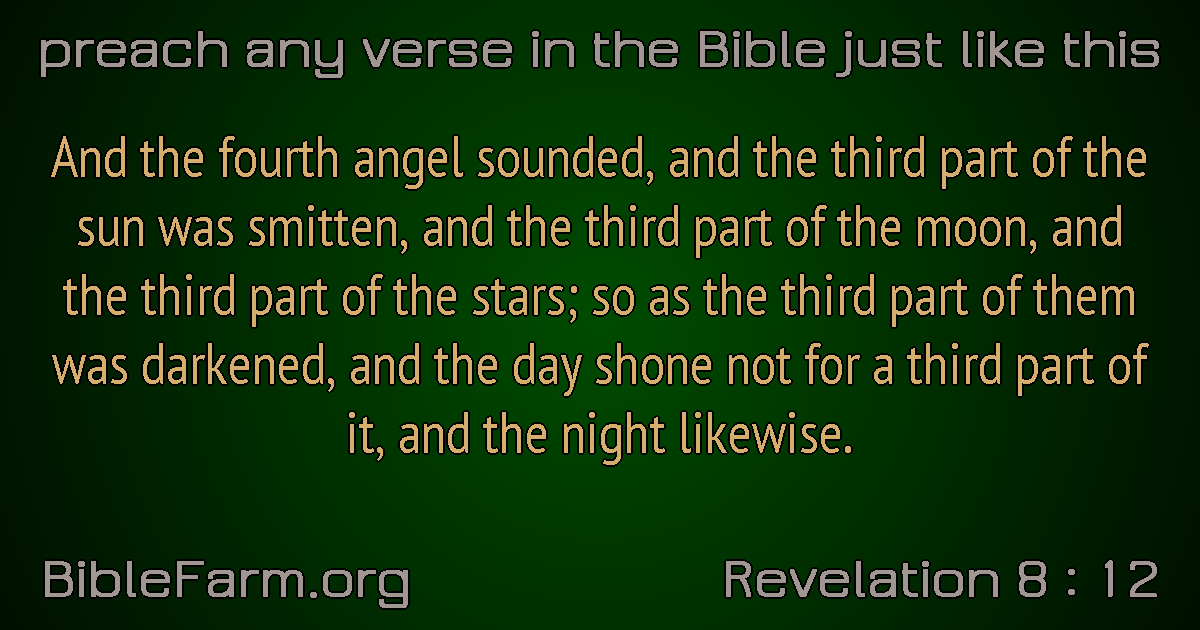 preach any verse in the Bible just like this
And the fourth angel sounded, and the third part of the
sun was smitten, and the third part of the moon, and
the third part of the stars; so as the third part of them
was darkened, and the day shone not for a third part of
it, and the night likewise.
BibleFarm.org
Revelation 8 : 12